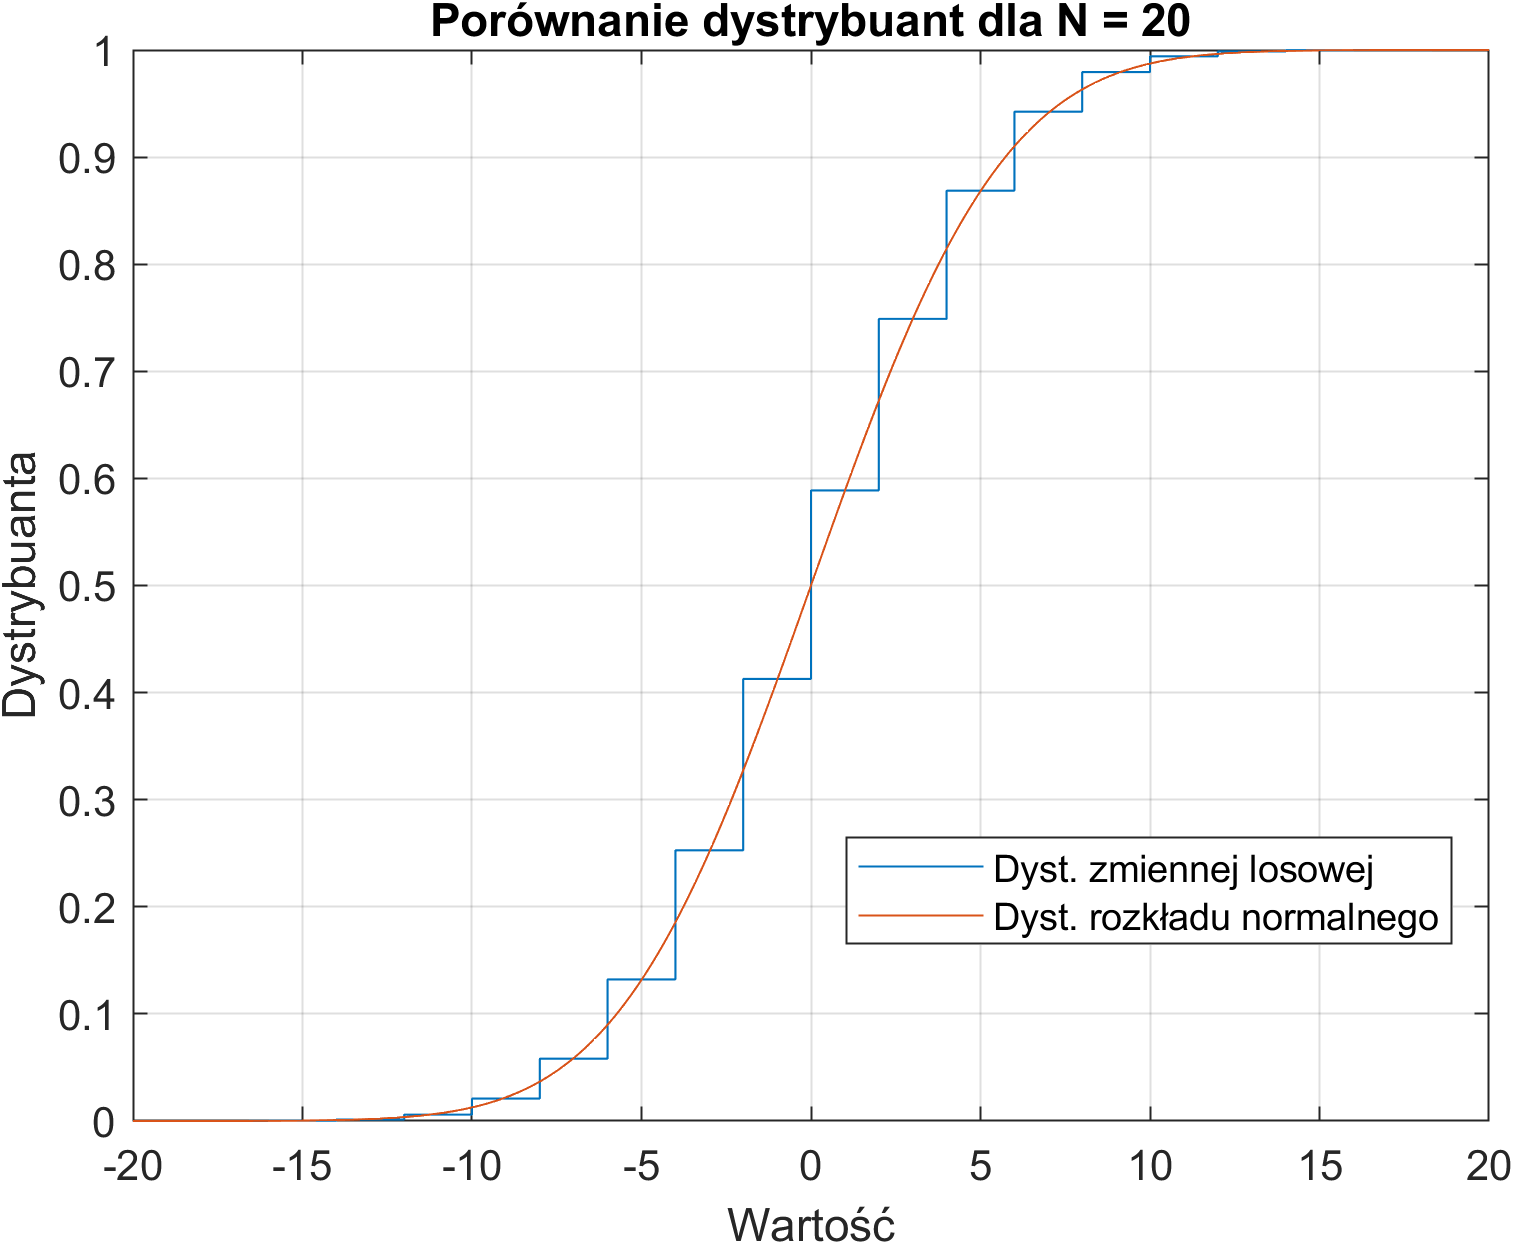 Porównanie dystrybuant dla N = 20
1
0.9
0.8
0.7
0.6
0.5
0.4
0.3
0.2
0.1
0
Dystrybuanta
Dyst. zmiennej losowej
Dyst. rozkładu normalnego
-20 -15 -10 -5 0 5 10 15 20
Wartość